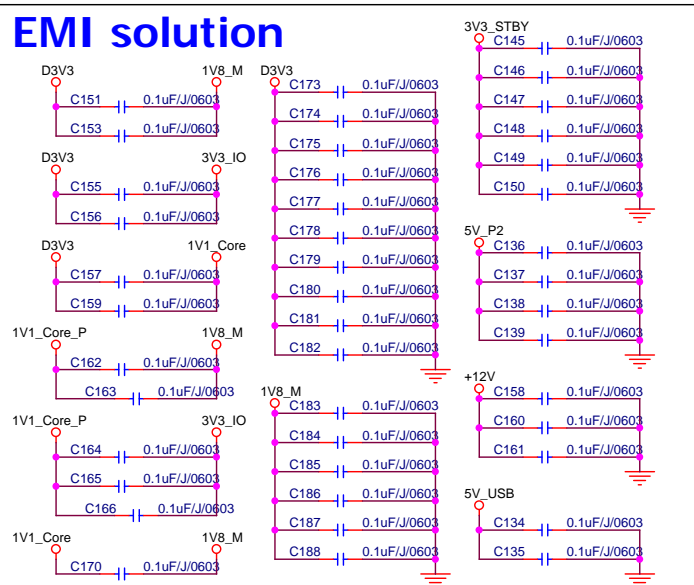 EMI solution
D3V3 1V8_M
C151 0.1uF/J/0603
C153 0.1uF/J/0603
D3V3 3V3_IO
C155 0.1uF/J/0603
C156 0.1uF/J/0603
D3V3 1V1_Core
C157 0.1uF/J/0603
C159 0.1uF/J/0603
1V1_Core_P 1V8_M
C162 0.1uF/J/0603
C163 0.1uF/J/0603
1V1_Core_P 3V3_IO
C164 0.1uF/J/0603
C165 0.1uF/J/0603
C166 0.1uF/J/0603
1V1_Core 1V8_M
C170 0.1uF/J/0603
D3V3
C173 0.1uF/J/0603
C174 0.1uF/J/0603
C175 0.1uF/J/0603
C176 0.1uF/J/0603
C177 0.1uF/J/0603
C178 0.1uF/J/0603
C179 0.1uF/J/0603
C180 0.1uF/J/0603
C181 0.1uF/J/0603
C182 0.1uF/J/0603
1V8_M
C183 0.1uF/J/0603
C184 0.1uF/J/0603
C185 0.1uF/J/0603
C186 0.1uF/J/0603
C187 0.1uF/J/0603
C188 0.1uF/J/0603
3V3_STBY
C145 0.1uF/J/0603
C146 0.1uF/J/0603
C147 0.1uF/J/0603
C148 0.1uF/J/0603
C149 0.1uF/J/0603
C150 0.1uF/J/0603
5V_P2
C136 0.1uF/J/0603
C137 0.1uF/J/0603
C138 0.1uF/J/0603
C139 0.1uF/J/0603
+12V
C158 0.1uF/J/0603
C160 0.1uF/J/0603
C161 0.1uF/J/0603
5V_USB
C134 0.1uF/J/0603
C135 0.1uF/J/0603